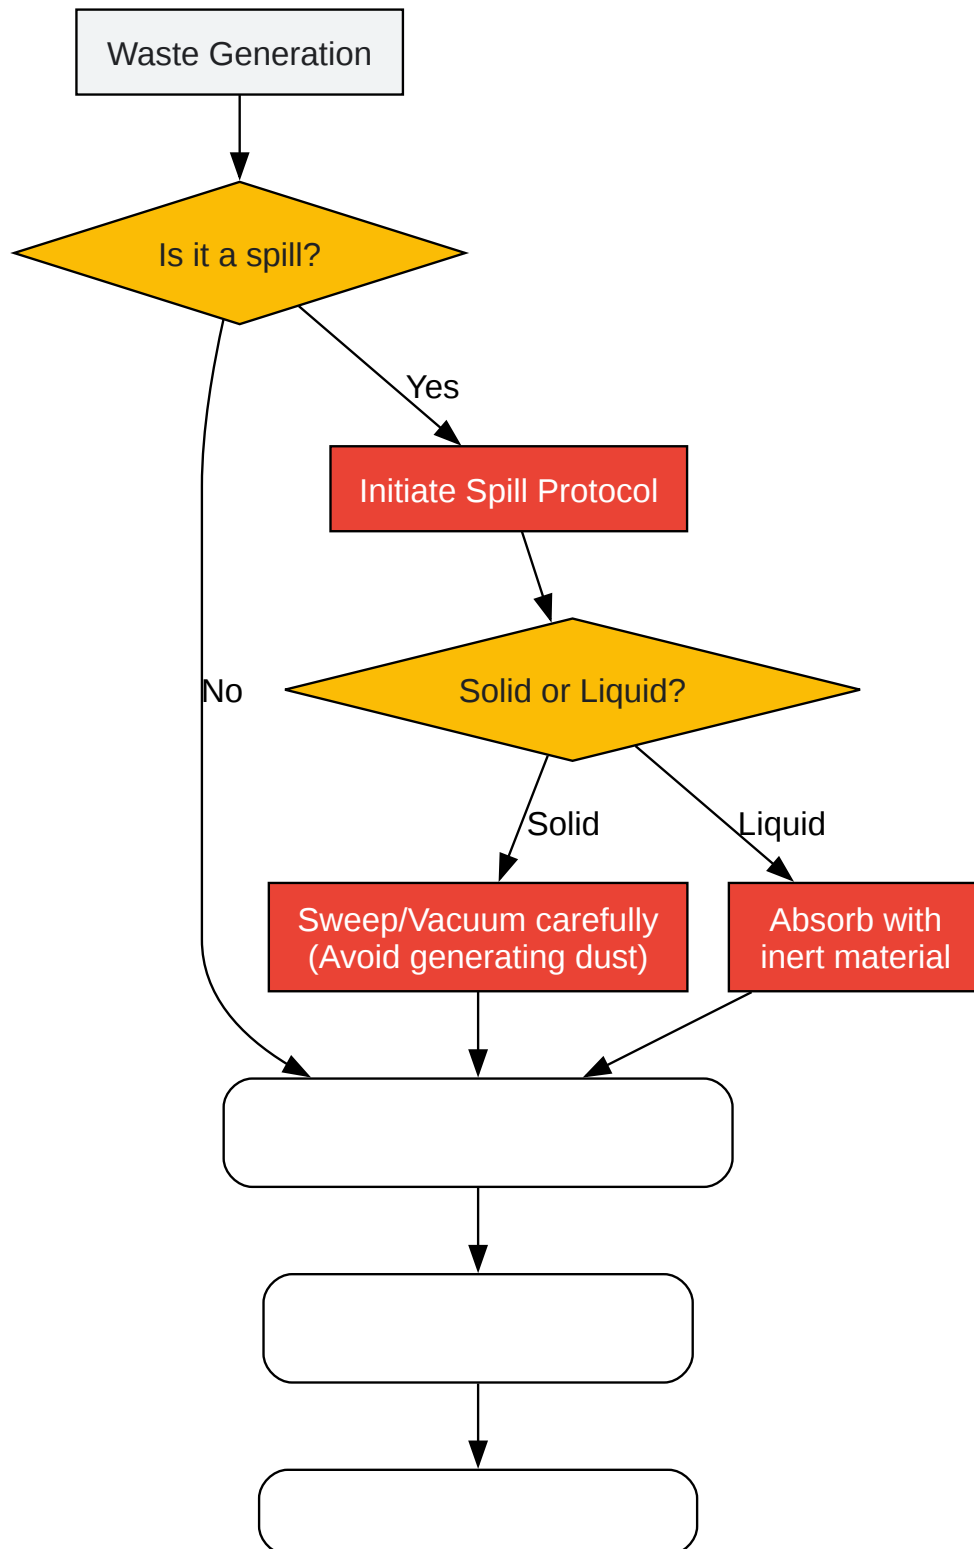 Waste Generation
Is it a spill?
Yes
Initiate Spill Protocol
No
Solid or Liquid?
Solid
Liquid
Sweep/Vacuum carefully
(Avoid generating dust)
Absorb with
inert material